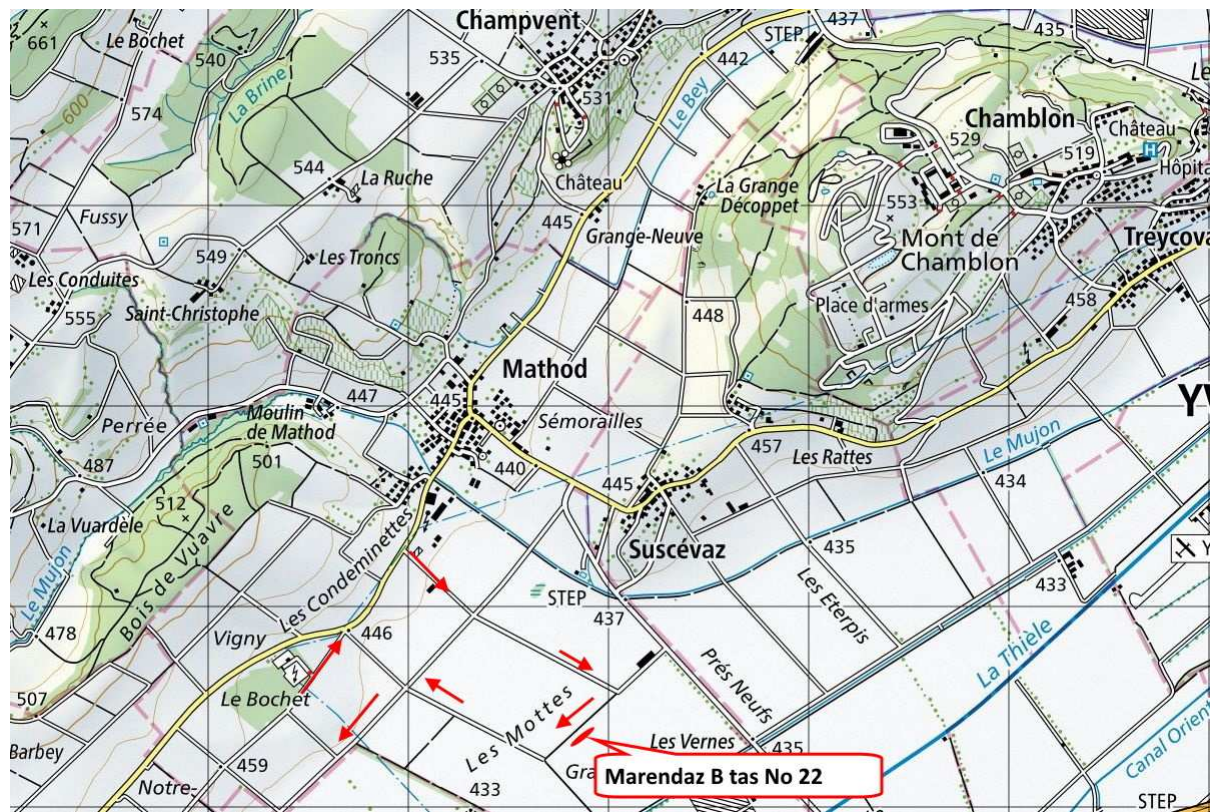 Champvent
437
STEP
435
661
Le Bochet
540
535
442
La Brine
600
574
531
Le Bey
Chamblon
Château
529
519
Hôpita
544
La Ruche
Château
La Grange
Décoppet
553
Fussy
445
571
Grange-Neuve
Mont de
Chamblon
Treycova
549
Les Troncs
Les Conduites
Saint-Christophe
448
Place d'armes
458
555
Mathod
447
445
YV
Moulin
de Mathod
Sémorailles
Perrée
501
440
457
Les Rattes
Le Mujon
487
445
434
512
La Vuardèle
Bois de Vuavre
Les Condeminettes
Suscévaz
435
Y
Le Mujon
STEP
433
Les Eterpis
478
Vigny
446
437
La Thièle
Prés Neufs
507
Le Bochet
Les Mottes
Barbey
459
Les Vernes
435
Canal Orient
Gra
Marendaz B tas No 22
Notre-
433
STEP